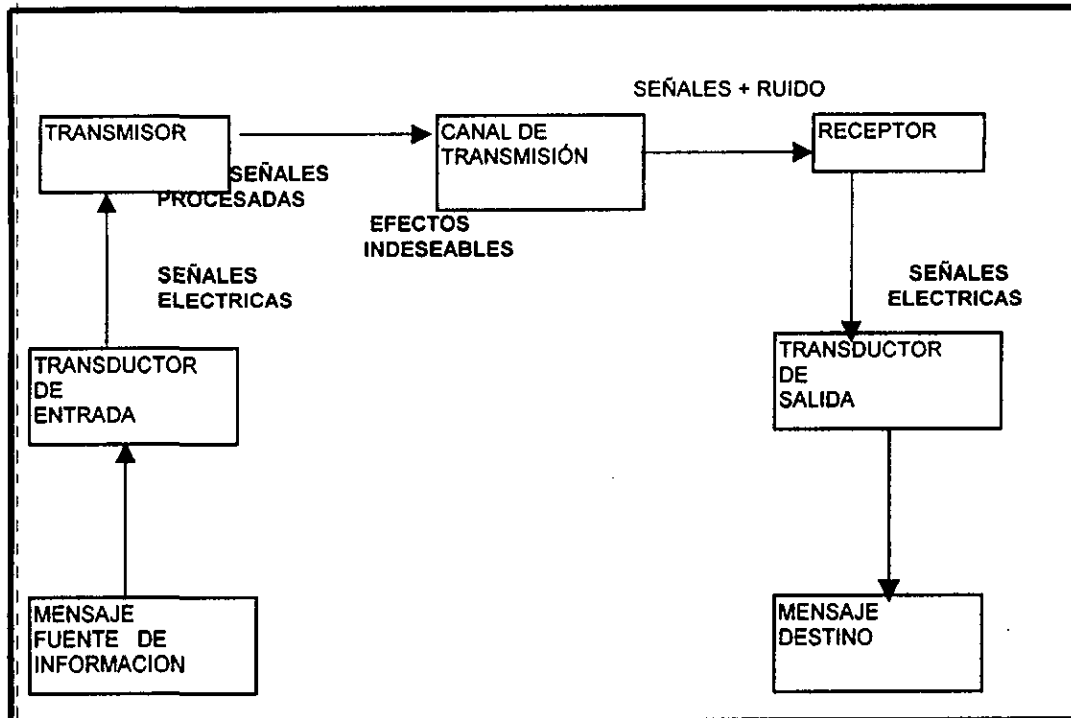 SEÑALES + RUIDO
TRANSMISOR
CANAL DE
TRANSMISIÓN
RECEPTOR
SEÑALES
PROCESADAS
EFECTOS
INDESEABLES
SEÑALES
ELECTRICAS
SEÑALES
ELECTRICAS
TRANSDUCTOR
DE
ENTRADA
TRANSDUCTOR
DE
SALIDA
MENSAJE
FUENTE DE
INFORMACION
MENSAJE
DESTINO